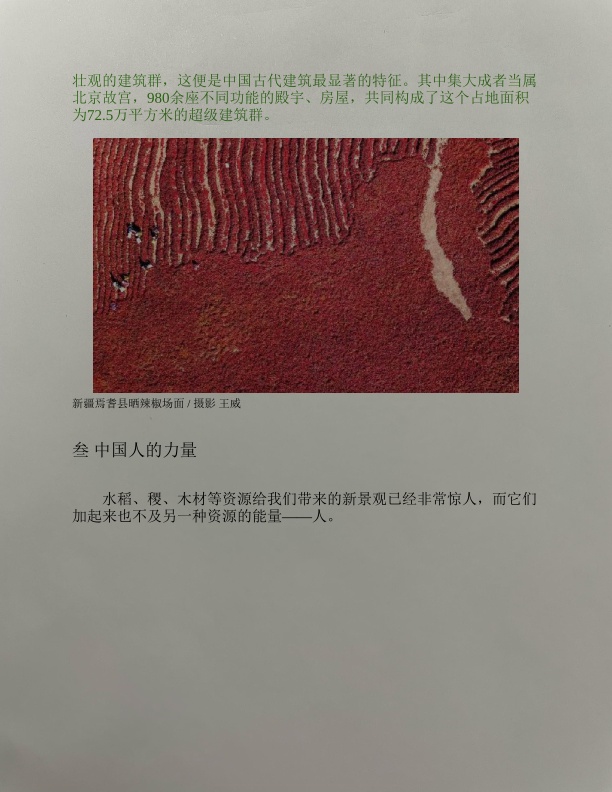 壮观的建筑群，这便是中国古代建筑最显著的特征。其中集大成者当属
北京故宫，980余座不同功能的殿宇、房屋，共同构成了这个占地面积
为72.5万平方米的超级建筑群。
新疆焉耆县晒辣椒场面 / 摄影 王威
叁 中国人的力量
水稻、稷、木材等资源给我们带来的新景观已经非常惊人，而它们
加起来也不及另一种资源的能量——人。